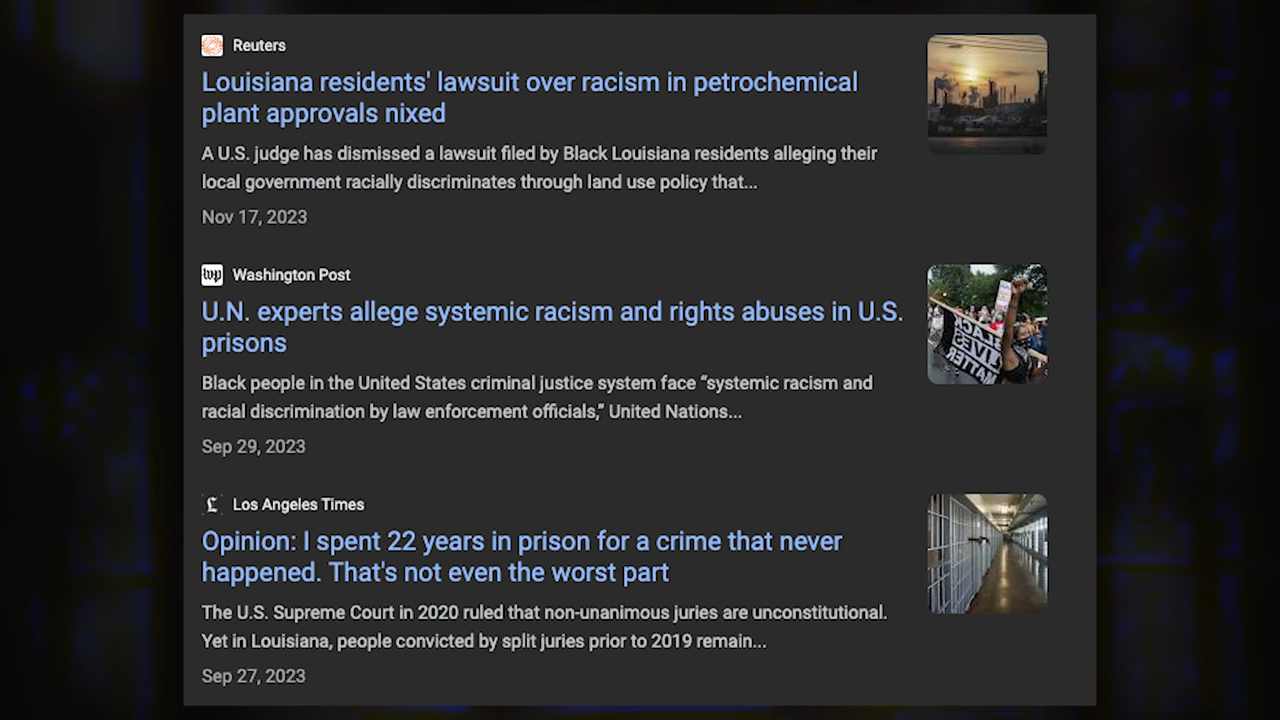 Reuters
Louisiana residents' lawsuit over racism in petrochemical
plant approvals nixed
A U.S. judge has dismissed a lawsuit filed by Black Louisiana residents alleging their
local government racially discriminates through land use policy that...
Nov 17, 2023
wp Washington Post
U.N. experts allege systemic racism and rights abuses in U.S.
prisons
Black people in the United States criminal justice system face “systemic racism and
racial discrimination by law enforcement officials,” United Nations...
Sep 29, 2023
BLACK
LIVES
MATTER
L Los Angeles Times
Opinion: I spent 22 years in prison for a crime that never
happened. That's not even the worst part
The U.S. Supreme Court in 2020 ruled that non-unanimous juries are unconstitutional.
Yet in Louisiana, people convicted by split juries prior to 2019 remain...
Sep 27, 2023